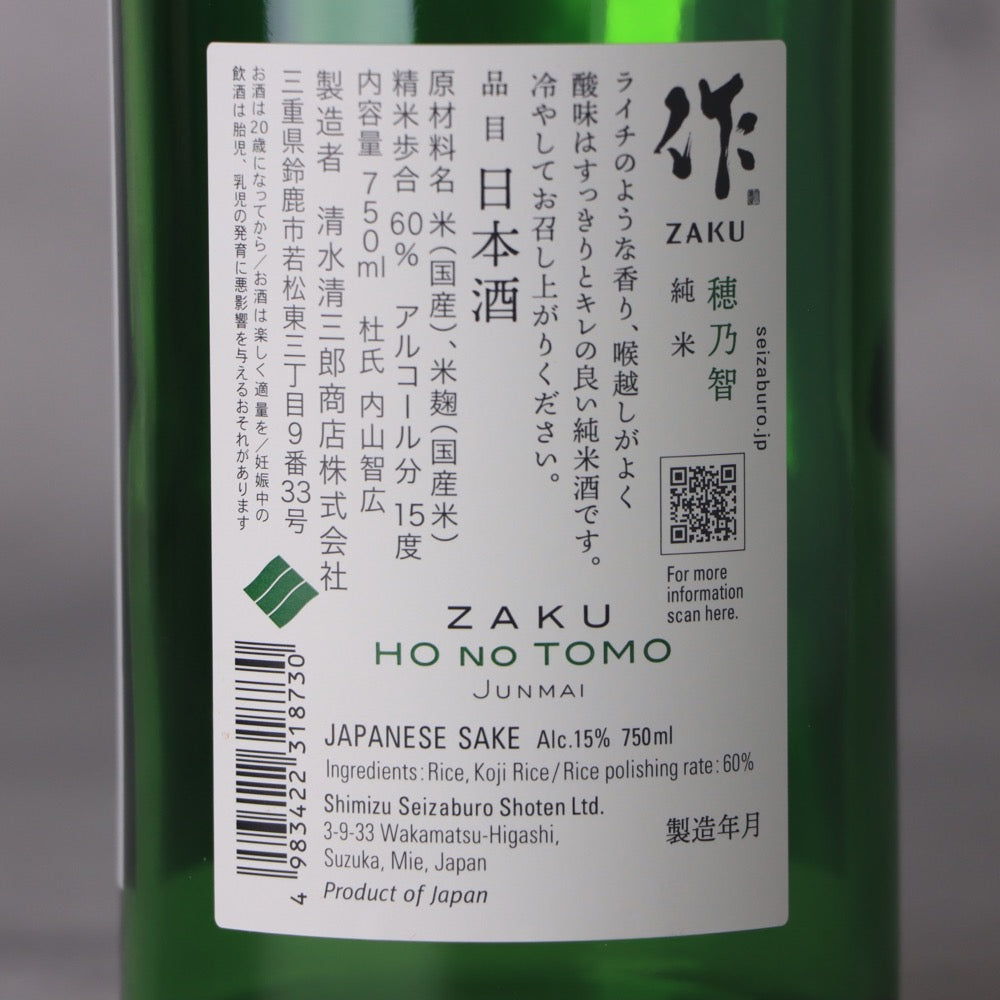 作
ZAKU
穂乃智
純米
seizaburo.jp
For more
information
scan here.
ライチのような香り、喉越しがよく
酸味はすっきりとキレの良い純米酒です。
冷やしてお召し上がりください。
品目 日本酒
原材料名 米（国産）、米麹（国産米）
精米歩合 60% アルコール分 15度
内容量 750ml 杜氏 内山智広
製造者 清水清三郎商店株式会社
三重県鈴鹿市若松東三丁目9番33号
お酒は20歳になってから／お酒は楽しく適量を／妊娠中の
飲酒は胎児、乳児の発育に悪影響を与えるおそれがあります
ZAKU
HO NO TOMO
JUNMAI
JAPANESE SAKE Alc.15% 750ml
Ingredients: Rice, Koji Rice / Rice polishing rate: 60%
Shimizu Seizaburo Shoten Ltd.
3-9-33 Wakamatsu-Higashi,
Suzuka, Mie, Japan
Product of Japan
製造年月
4 983422 318730